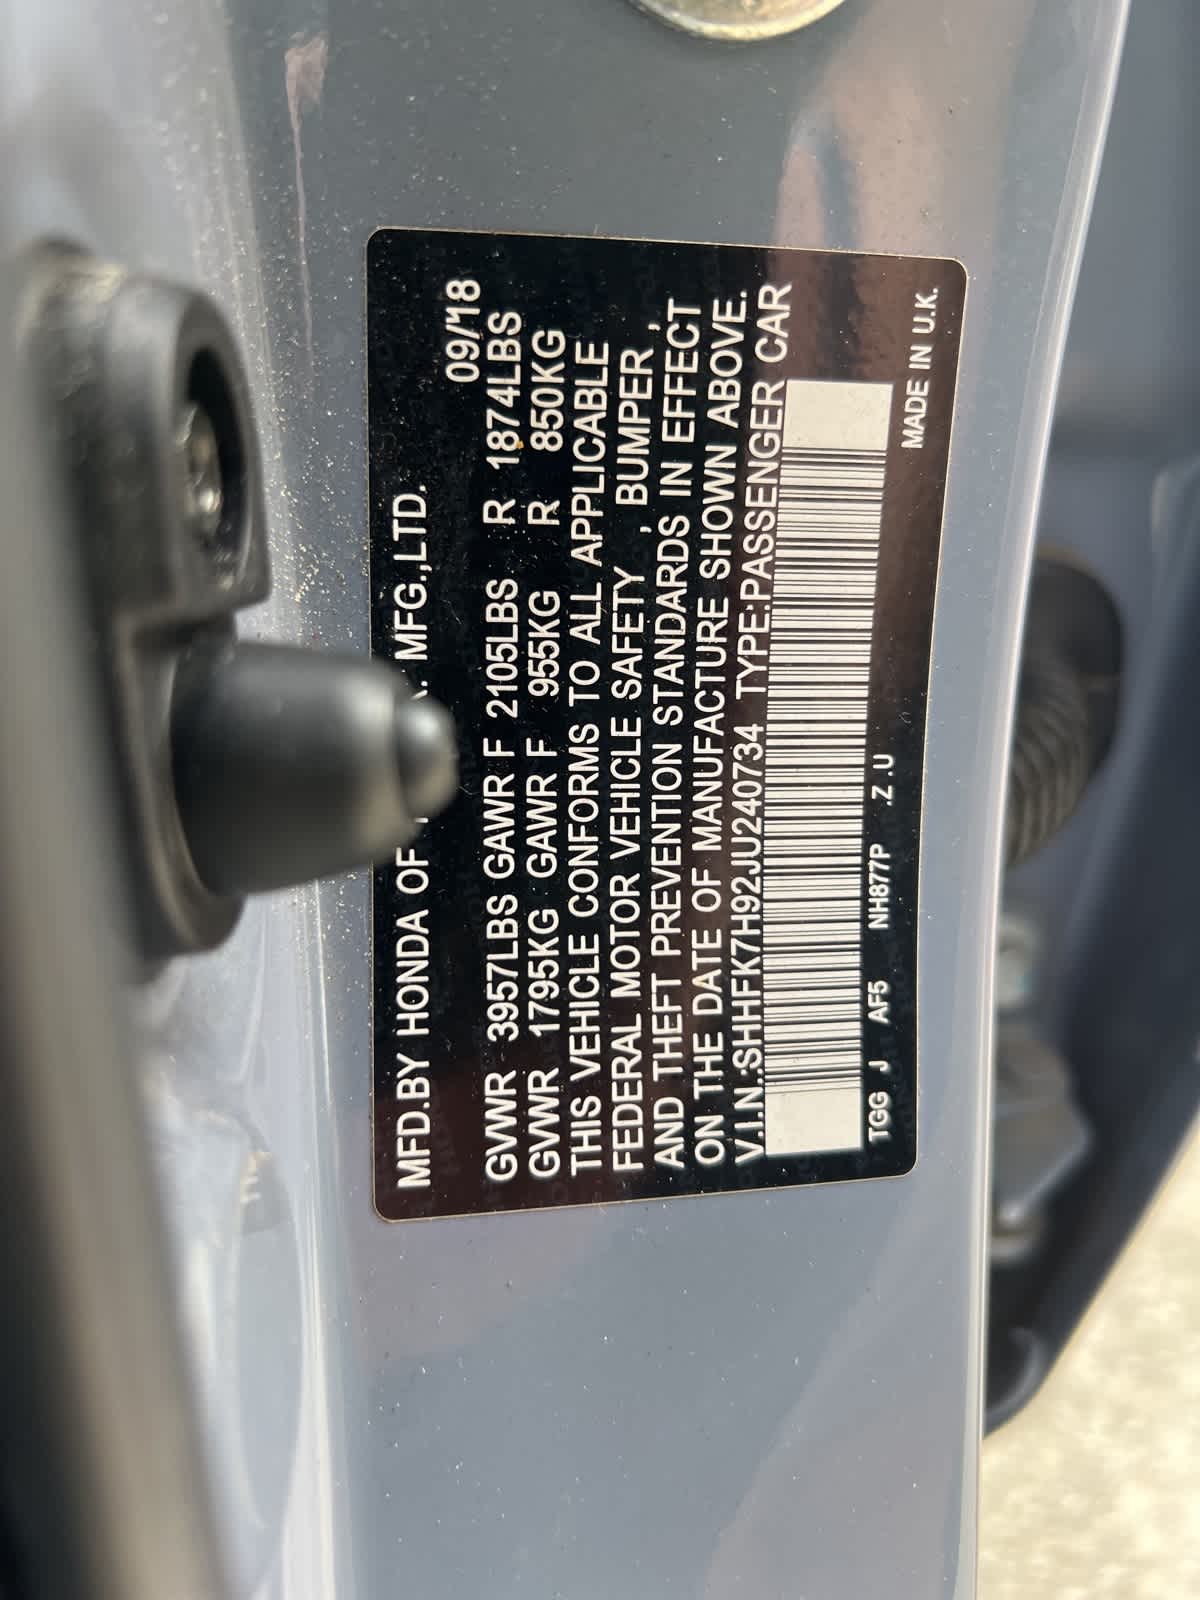 MFD.BY HONDA OF . MFG.,LTD.
09/18
GVWR 3957LBS GAWR F 2105LBS R 1874LBS
GVWR 1795KG GAWR F 955KG R 850KG
THIS VEHICLE CONFORMS TO ALL APPLICABLE
FEDERAL MOTOR VEHICLE SAFETY , BUMPER ,
AND THEFT PREVENTION STANDARDS IN EFFECT
ON THE DATE OF MANUFACTURE SHOWN ABOVE.
V.I.N.:SHHFK7H92JU240734 TYPE:PASSENGER CAR
TGG J AF5 NH877P .Z.U
MADE IN U.K.